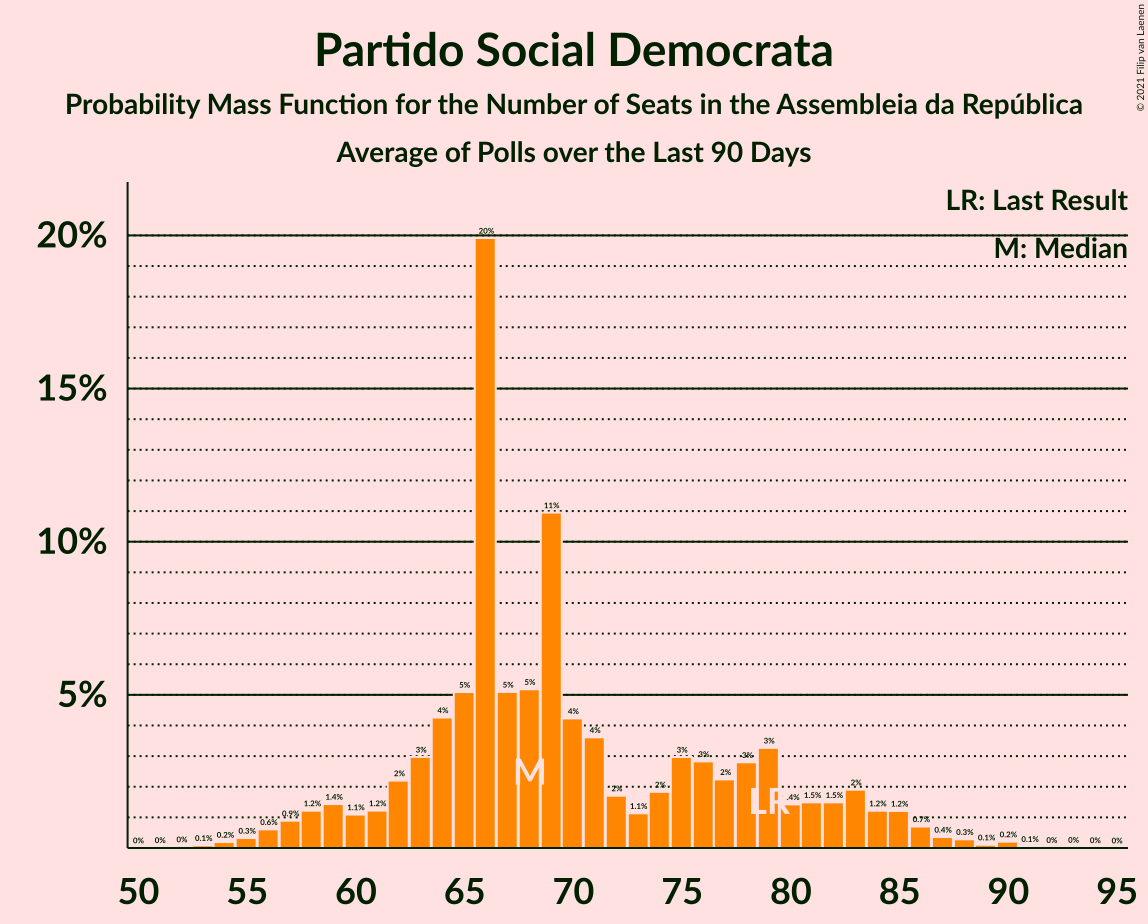 Partido Social Democrata
Probability Mass Function for the Number of Seats in the Assembleia da República
Average of Polls over the Last 90 Days
© 2021 Filip van Laenen
LR: Last Result
M: Median
20%
15%
10%
5%
0% 0% 0% 0.1% 0.2% 0.3% 0.6% 0.9% 1.2% 1.4% 1.1% 1.2% 2% 3% 4% 5% 20% 5% 5% 11% 4% 4% 2% 1.1% 2% 3% 3% 2% 3% 3% .4% 1.5% 1.5% 2% 1.2% 1.2% 0.7% 0.4% 0.3% 0.1% 0.2% 0.1% 0% 0% 0% 0%
M
LR
50 55 60 65 70 75 80 85 90 95